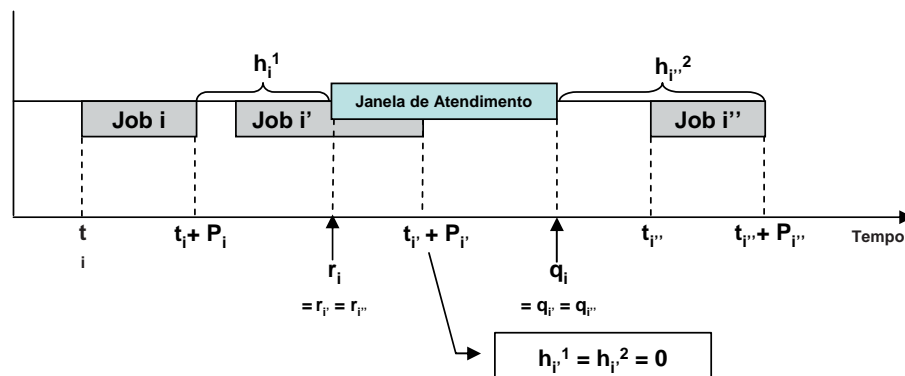 h_i^1
h_i''^2
Janela de Atendimento
Job i
Job i'
Job i''
t_i
t_i + P_i
t_i' + P_i'
t_i''
t_i'' + P_i''
Tempo
r_i
q_i
= r_i' = r_i''
= q_i' = q_i''
h_i'^1 = h_i'^2 = 0